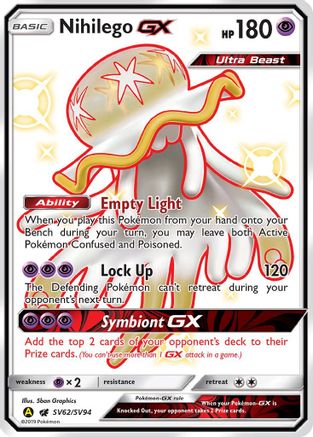 BASIC Nihilego GX HP 180
Ultra Beast
Ability Empty Light
When you play this Pokémon from your hand onto your
Bench during your turn, you may leave both Active
Pokémon Confused and Poisoned.
Lock Up 120
The Defending Pokémon can't retreat during your
opponent's next turn.
Symbiont GX
Add the top 2 cards of your opponent's deck to their
Prize cards. (You can't use more than 1 GX attack in a game.)
weakness ×2 resistance retreat
Pokémon-GX rule
When your Pokémon-GX is
Knocked Out, your opponent takes 2 Prize cards.
Illus. 5ban Graphics
A SV62/SV94
©2019 Pokémon